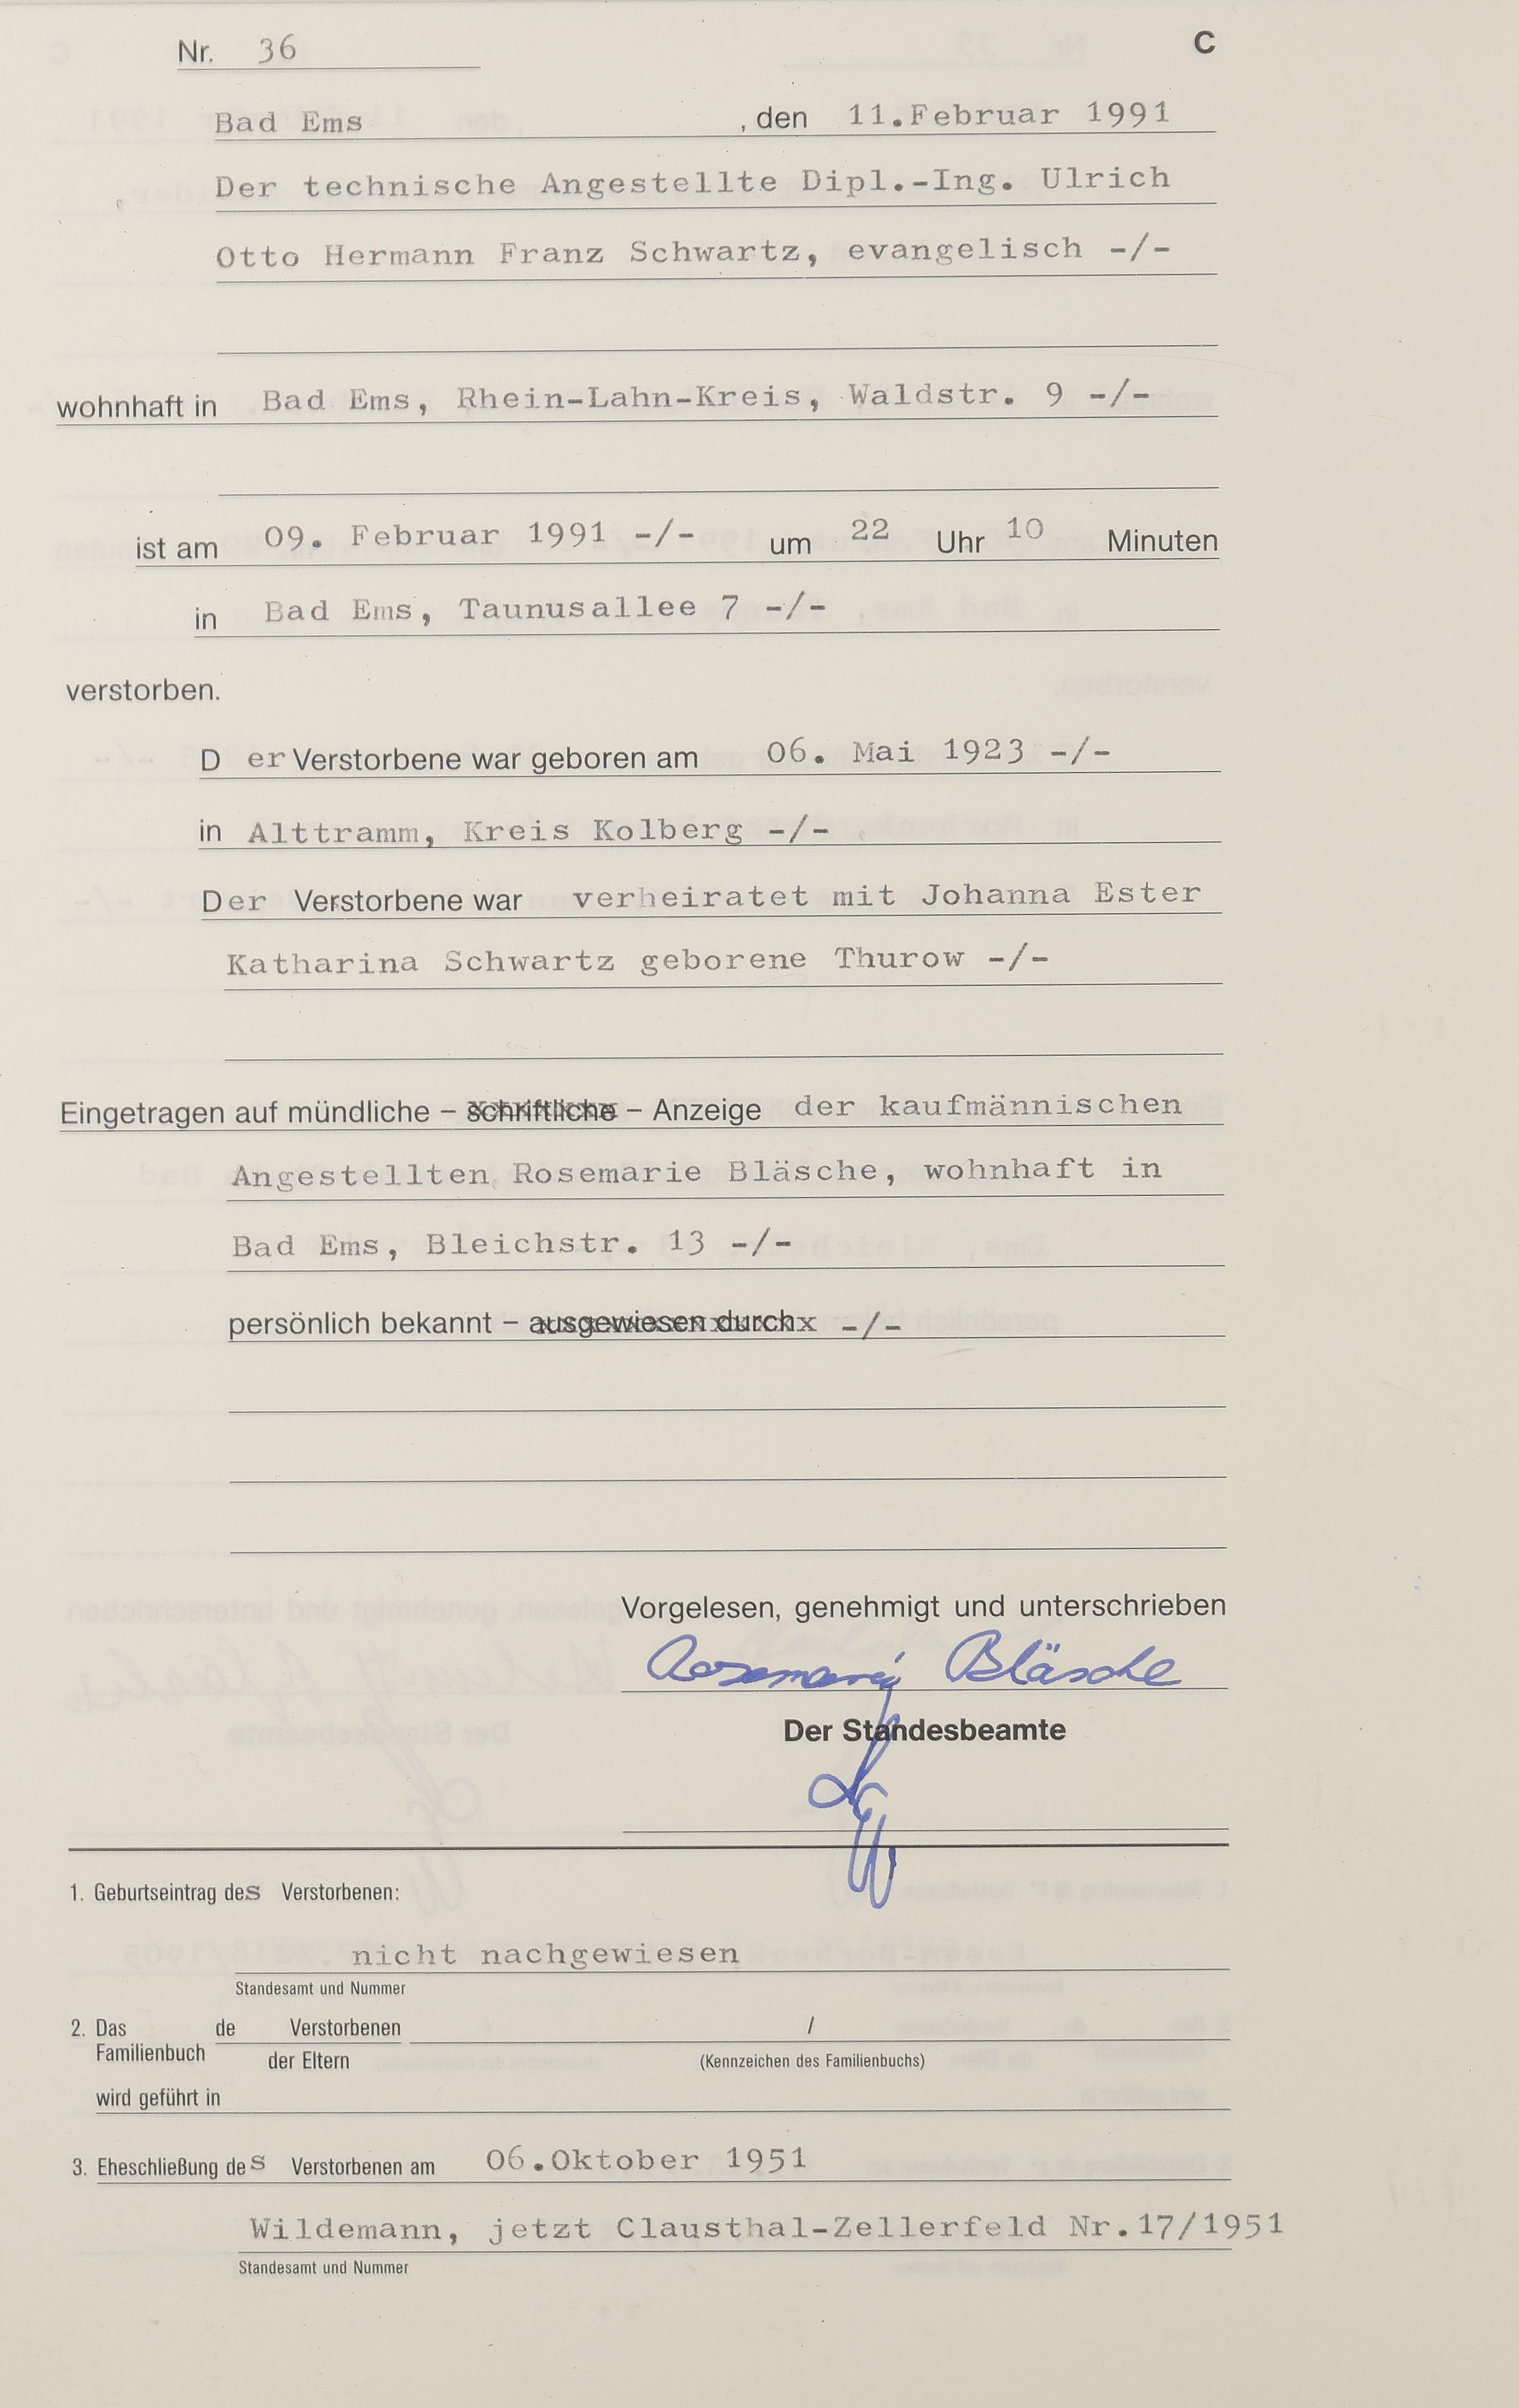 Nr. 36
C
Bad Ems , den 11.Februar 1991
Der technische Angestellte Dipl.-Ing. Ulrich
Otto Hermann Franz Schwartz, evangelisch -/-
wohnhaft in Bad Ems, Rhein-Lahn-Kreis, Waldstr. 9 -/-
ist am 09. Februar 1991 -/- um 22 Uhr 10 Minuten
in Bad Ems, Taunusallee 7 -/-
verstorben.
D er Verstorbene war geboren am 06. Mai 1923 -/-
in Alttramm, Kreis Kolberg -/-
Der Verstorbene war verheiratet mit Johanna Ester
Katharina Schwartz geborene Thurow -/-
Eingetragen auf mündliche – schriftliche – Anzeige der kaufmännischen
Angestellten Rosemarie Bläsche, wohnhaft in
Bad Ems, Bleichstr. 13 -/-
persönlich bekannt – ausgewiesen durch -/-
Vorgelesen, genehmigt und unterschrieben
Rosemarie Bläsche
Der Standesbeamte
1. Geburtseintrag des Verstorbenen:
nicht nachgewiesen
Standesamt und Nummer
2. Das de Verstorbenen /
Familienbuch der Eltern (Kennzeichen des Familienbuchs)
wird geführt in
3. Eheschließung des Verstorbenen am 06.Oktober 1951
Wildemann, jetzt Clausthal-Zellerfeld Nr.17/1951
Standesamt und Nummer